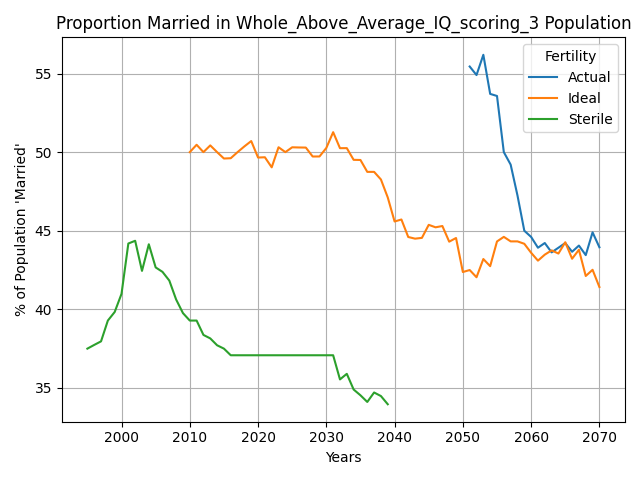 Proportion Married in Whole_Above_Average_IQ_scoring_3 Population
% of Population 'Married'
55
50
45
40
35
Fertility
Actual
Ideal
Sterile
2000 2010 2020 2030 2040 2050 2060 2070
Years